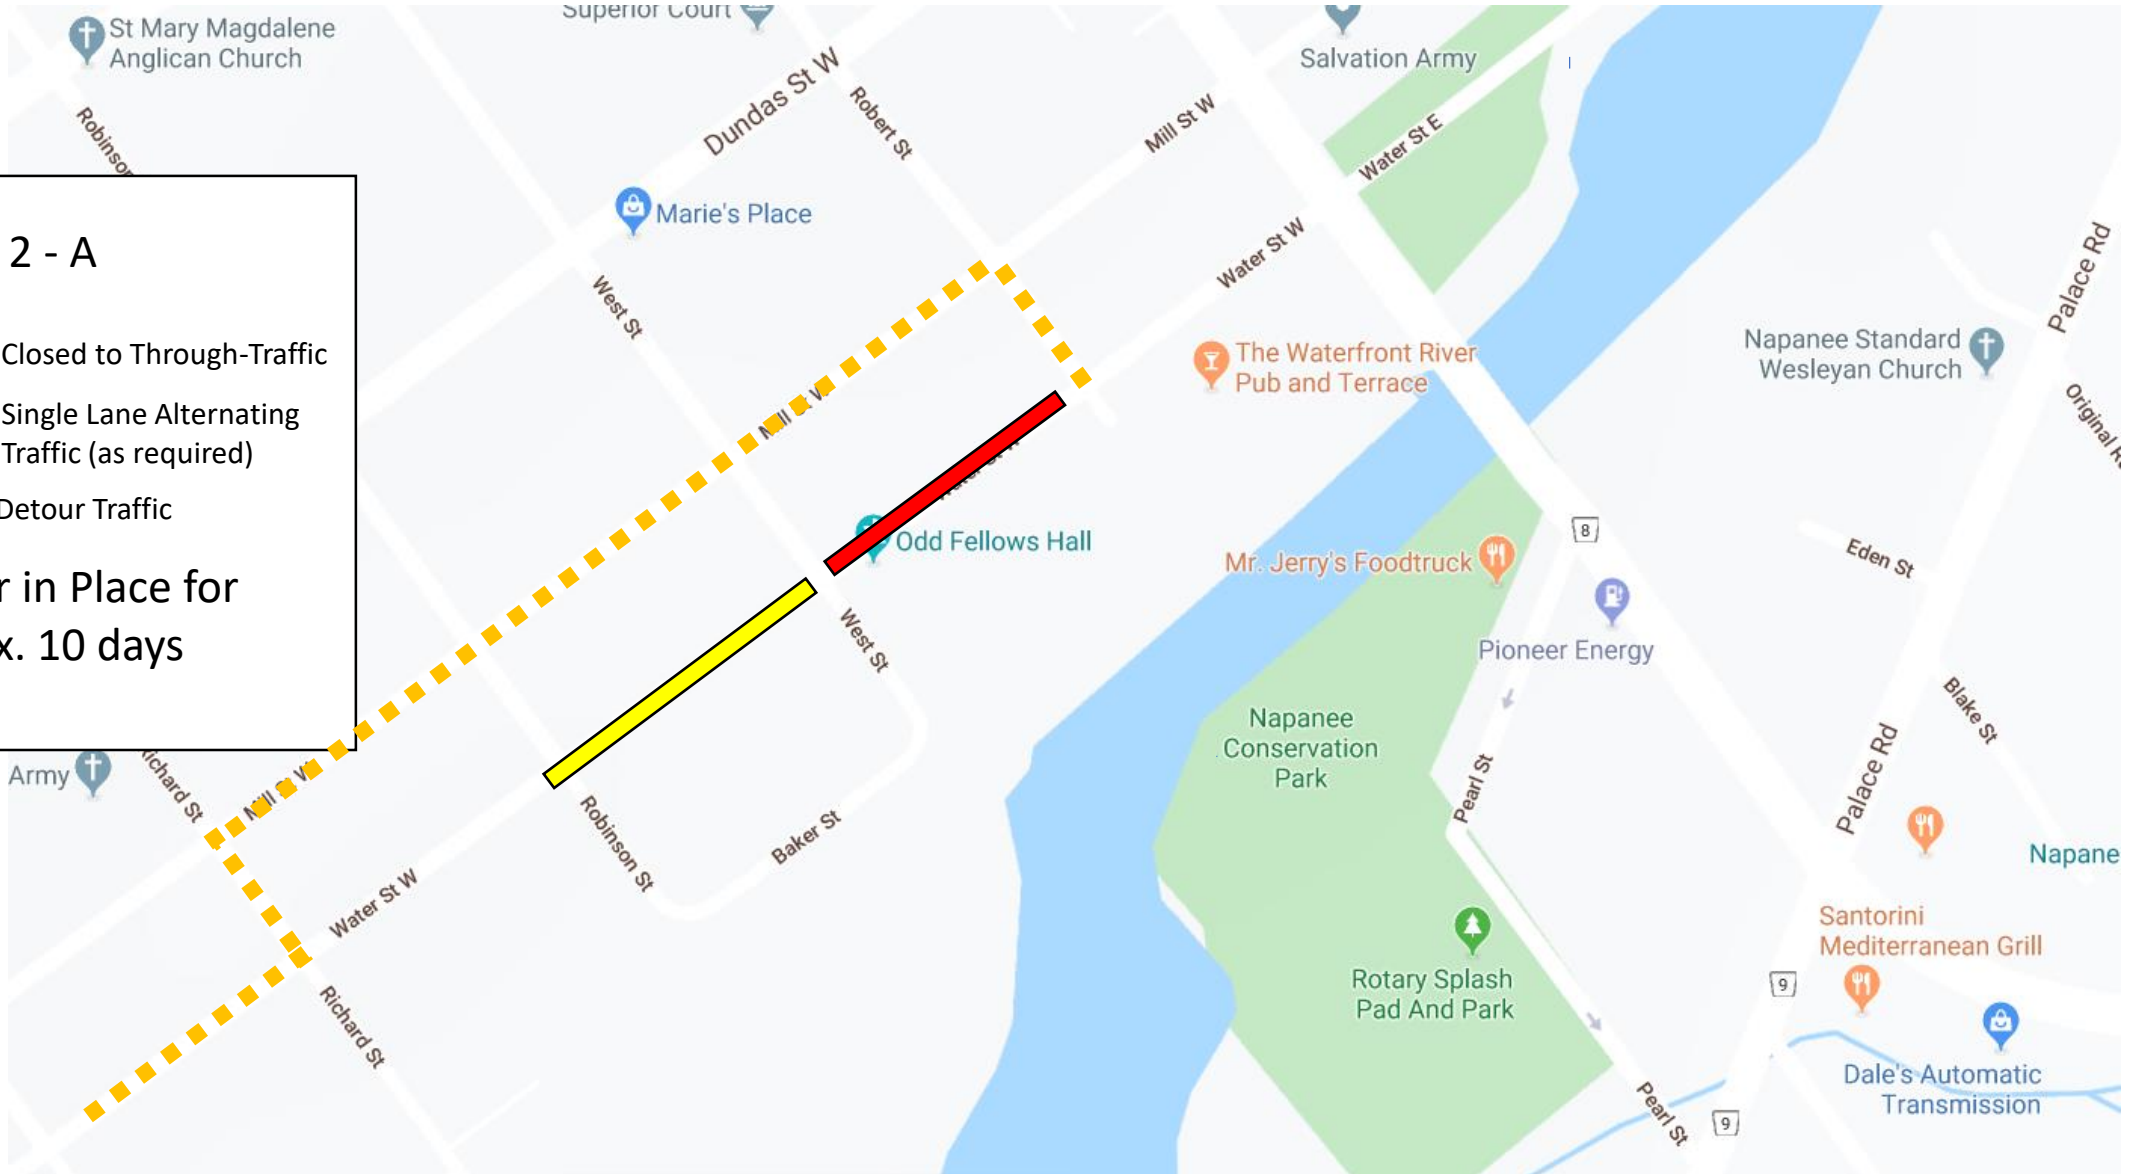 Superior Court
St Mary Magdalene
Anglican Church
Salvation Army
Robinson
Dundas St W
Robert St
Mill St W
Water St E
Marie's Place
Water St W
Palace Rd
West St
2 - A
Closed to Through-Traffic
Single Lane Alternating
Traffic (as required)
Detour Traffic
r in Place for
x. 10 days
The Waterfront River
Pub and Terrace
Napanee Standard
Wesleyan Church
Original R
Mill St W
Water St W
Odd Fellows Hall
8
Mr. Jerry's Foodtruck
Eden St
West St
Pioneer Energy
Napanee
Conservation
Park
Blake St
Pearl St
Palace Rd
Army
Richard St
Mill St W
Robinson St
Baker St
Napane
Water St W
Santorini
Mediterranean Grill
Rotary Splash
Pad And Park
9
Richard St
Dale's Automatic
Transmission
Pearl St
9